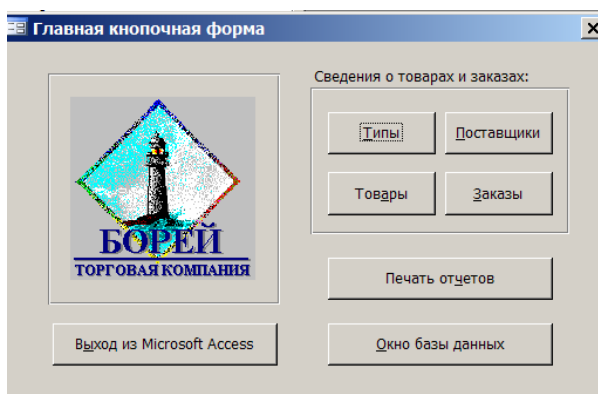 Главная кнопочная форма
Сведения о товарах и заказах:
Типы
Поставщики
Товары
Заказы
БОРЕЙ
ТОРГОВАЯ КОМПАНИЯ
Печать отчетов
Выход из Microsoft Access
Окно базы данных